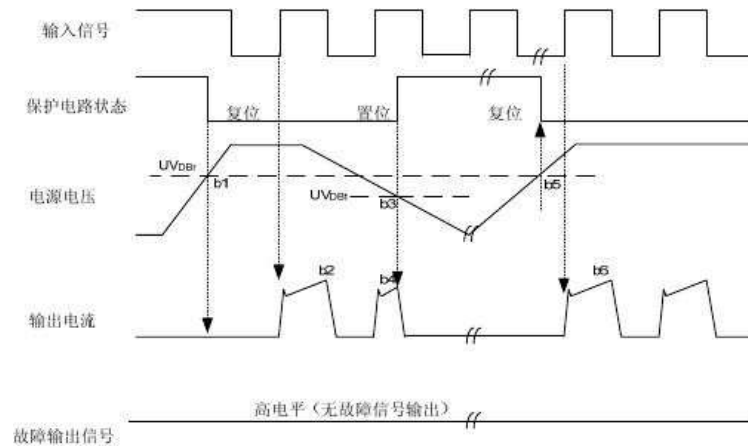 输入信号
保护电路状态
复位
置位
复位
UVDBr
b1
b5
电源电压
UVDBr
b3
b2
b4
b6
输出电流
高电平（无故障信号输出）
故障输出信号